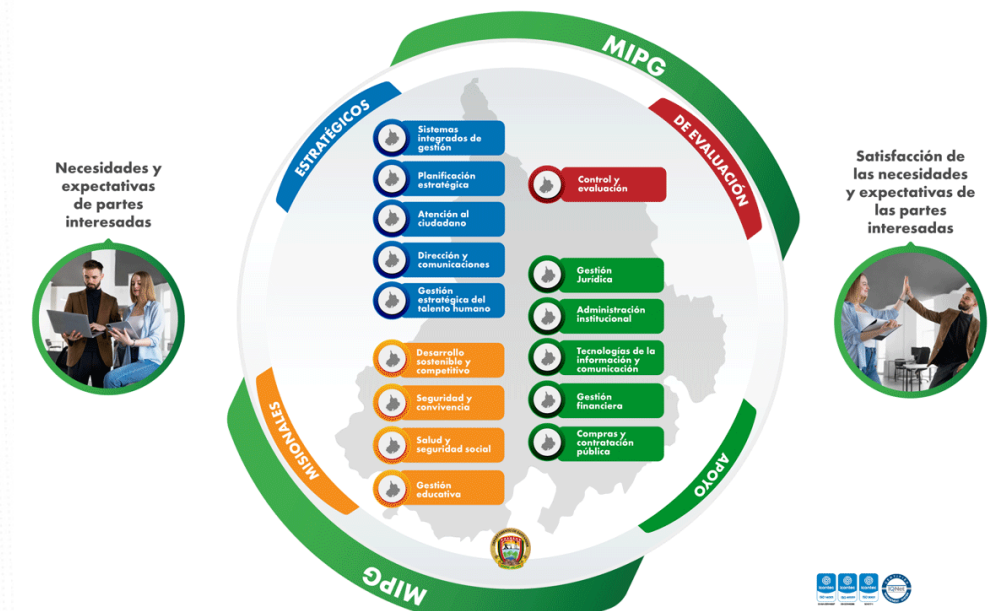 MIPG
ESTRATÉGICOS
DE EVALUACIÓN
Necesidades y
expectativas
de partes
interesadas
Sistemas
integrados de
gestión
Planificación
estratégica
Atención al
ciudadano
Dirección y
comunicaciones
Gestión
estratégica del
talento humano
Control y
evaluación
Satisfacción de
las necesidades
y expectativas de
las partes
interesadas
Gestión
Jurídica
Administración
institucional
Tecnologías de la
información y
comunicación
Gestión
financiera
Compras y
contratación
pública
Desarrollo
sostenible y
competitivo
Seguridad y
convivencia
Salud y
seguridad social
Gestión
educativa
MISIONALES
APOYO
MIPG